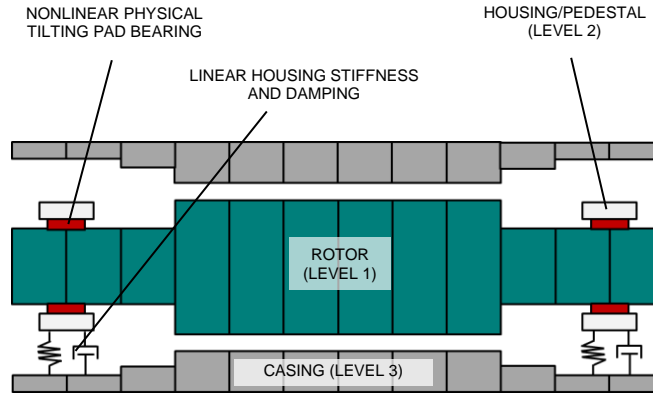 NONLINEAR PHYSICAL
TILTING PAD BEARING
HOUSING/PEDESTAL
(LEVEL 2)
LINEAR HOUSING STIFFNESS
AND DAMPING
ROTOR
(LEVEL 1)
CASING (LEVEL 3)